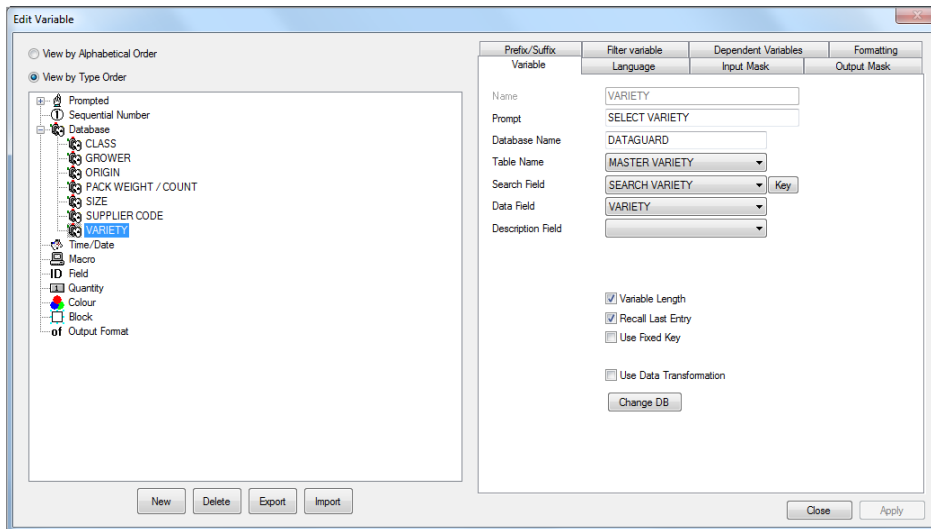 Edit Variable
View by Alphabetical Order
View by Type Order
Prompted
Sequential Number
Database
CLASS
GROWER
ORIGIN
PACK WEIGHT / COUNT
SIZE
SUPPLIER CODE
VARIETY
Time/Date
Macro
ID Field
Quantity
Colour
Block
of Output Format
New Delete Export Import
Prefix/Suffix Filter variable Dependent Variables Formatting
Variable Language Input Mask Output Mask
Name VARIETY
Prompt SELECT VARIETY
Database Name DATAGUARD
Table Name MASTER VARIETY
Search Field SEARCH VARIETY Key
Data Field VARIETY
Description Field
Variable Length
Recall Last Entry
Use Fixed Key
Use Data Transformation
Change DB
Close Apply